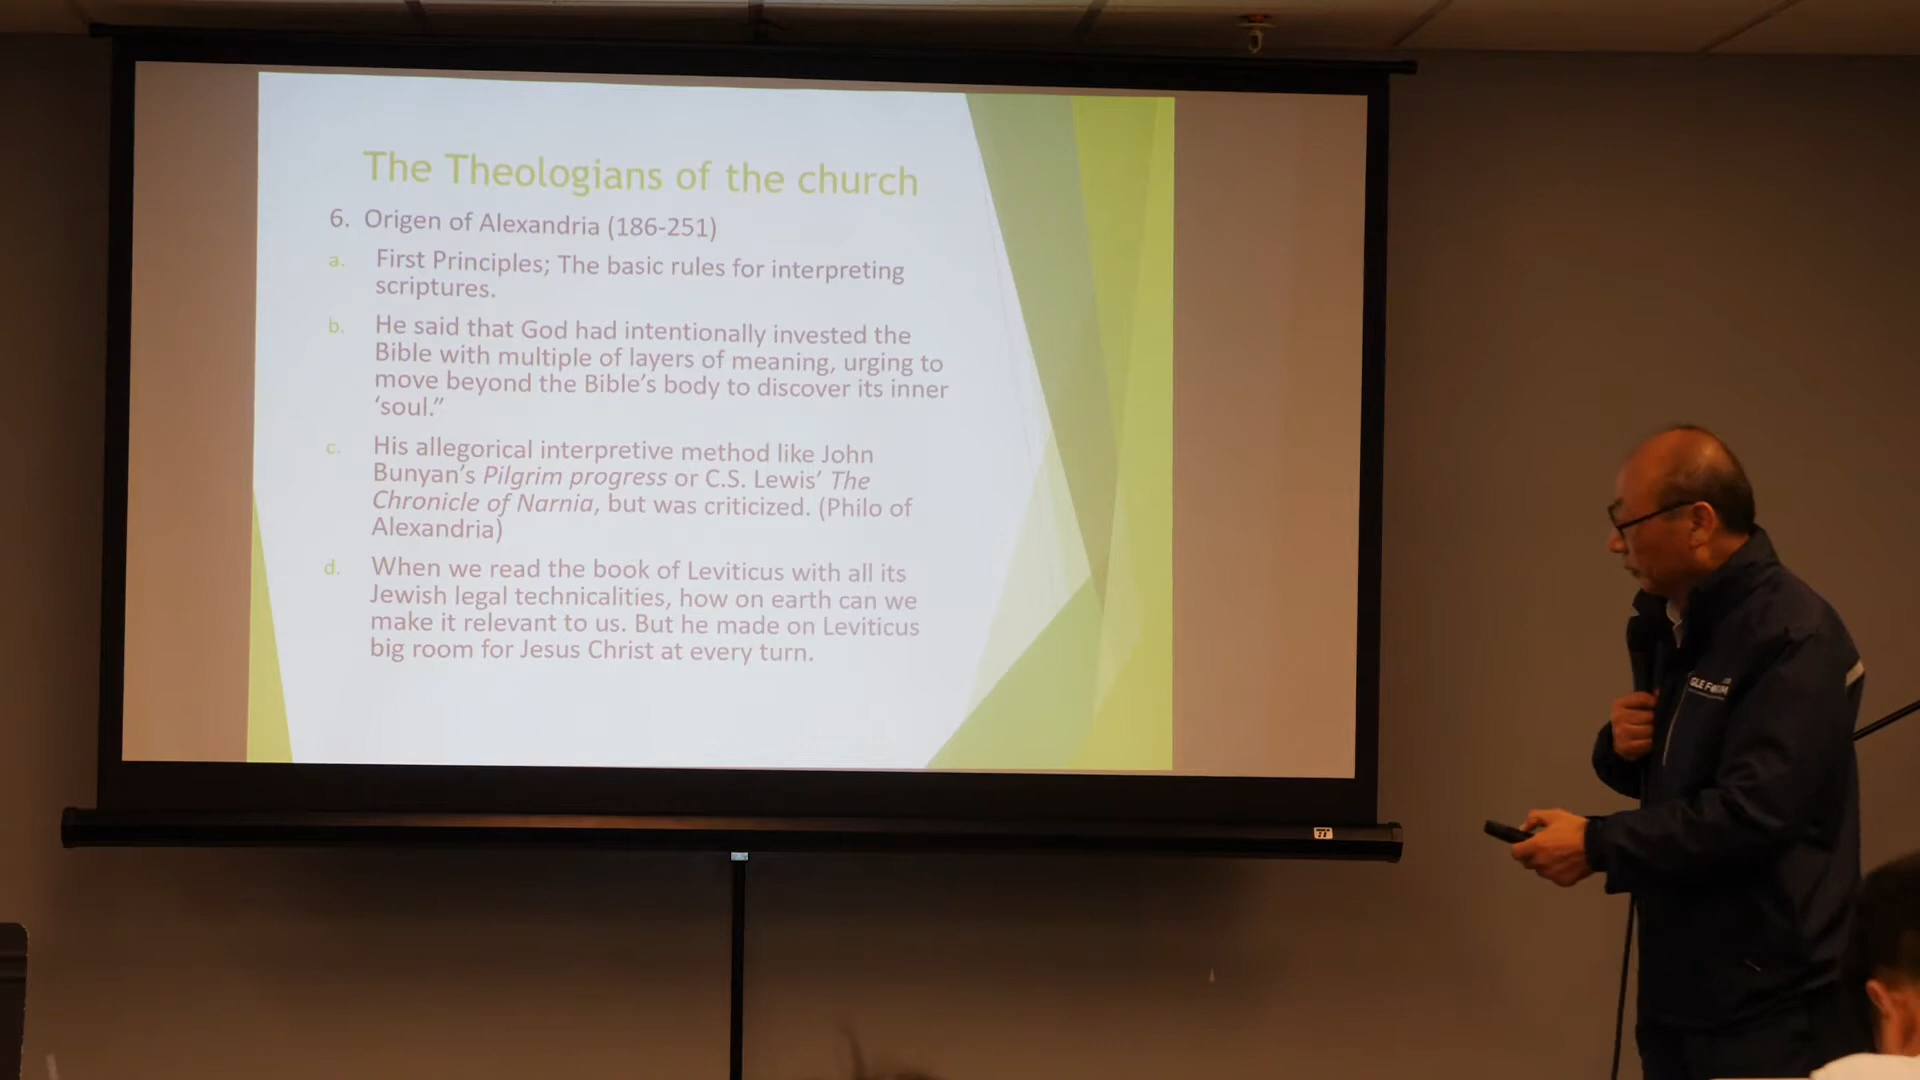 The Theologians of the church
6. Origen of Alexandria (186-251)
a. First Principles; The basic rules for interpreting
scriptures.
b. He said that God had intentionally invested the
Bible with multiple of layers of meaning, urging to
move beyond the Bible's body to discover its inner
‘soul.”
c. His allegorical interpretive method like John
Bunyan's Pilgrim progress or C.S. Lewis’ The
Chronicle of Narnia, but was criticized. (Philo of
Alexandria)
d. When we read the book of Leviticus with all its
Jewish legal technicalities, how on earth can we
make it relevant to us. But he made on Leviticus
big room for Jesus Christ at every turn.